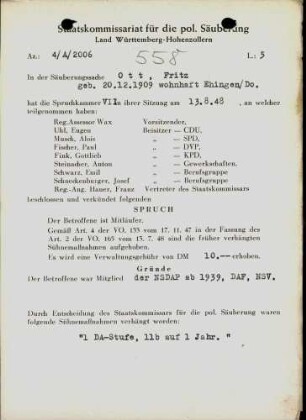 Staatskommissariat für die pol. Säuberung
Land Württemberg-Hohenzollern
Az.: 4/A/2006
558
L.: 5
In der Säuberungssache Ott, Fritz
geb. 20.12.1909 wohnhaft Ehingen/Do.
hat die Spruchkammer VII in ihrer Sitzung am 13.8.48, an welcher
teilgenommen haben:
Reg.Assessor Wax Vorsitzender,
Uhl, Eugen Beisitzer — CDU,
Munk, Alois „ — SPD,
Fischer, Paul „ — DVP,
Fink, Gottlieb „ — KPD,
Steinacher, Anton „ — Gewerkschaften,
Schwarz, Emil „ — Berufsgruppe
Schnekenburger, Josef „ — Berufsgruppe
Reg.-Ang. Hauer, Franz Vertreter des Staatskommissars
beschlossen und verkündet folgenden
SPRUCH
Der Betroffene ist Mitläufer.
Gemäß Art. 4 der VO. 133 vom 17. 11. 47 in der Fassung des
Art. 2 der VO. 165 vom 13. 7. 48 sind die früher verhängten
Sühnemaßnahmen aufgehoben.
Es wird eine Verwaltungsgebühr von DM 10.— erhoben.
Gründe
Der Betroffene war Mitglied der NSDAP ab 1939, DAF, NSV.
Durch Entscheidung des Staatskommissars für die pol. Säuberung waren
folgende Sühnemaßnahmen verhängt worden:
"1 DA-Stufe, 11b auf 1 Jahr."